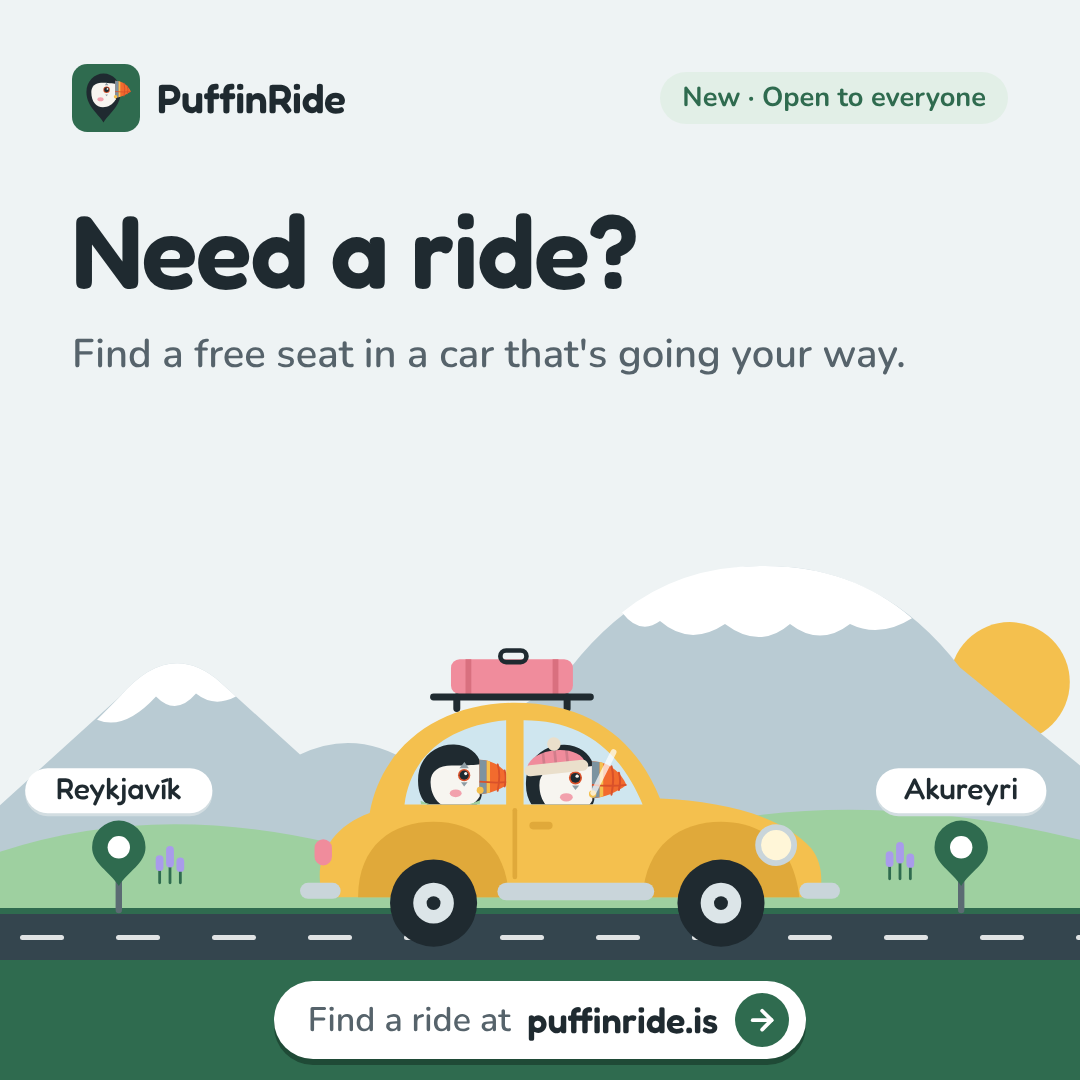 PuffinRide
New · Open to everyone
Need a ride?
Find a free seat in a car that's going your way.
Reykjavík
Akureyri
Find a ride at puffinride.is